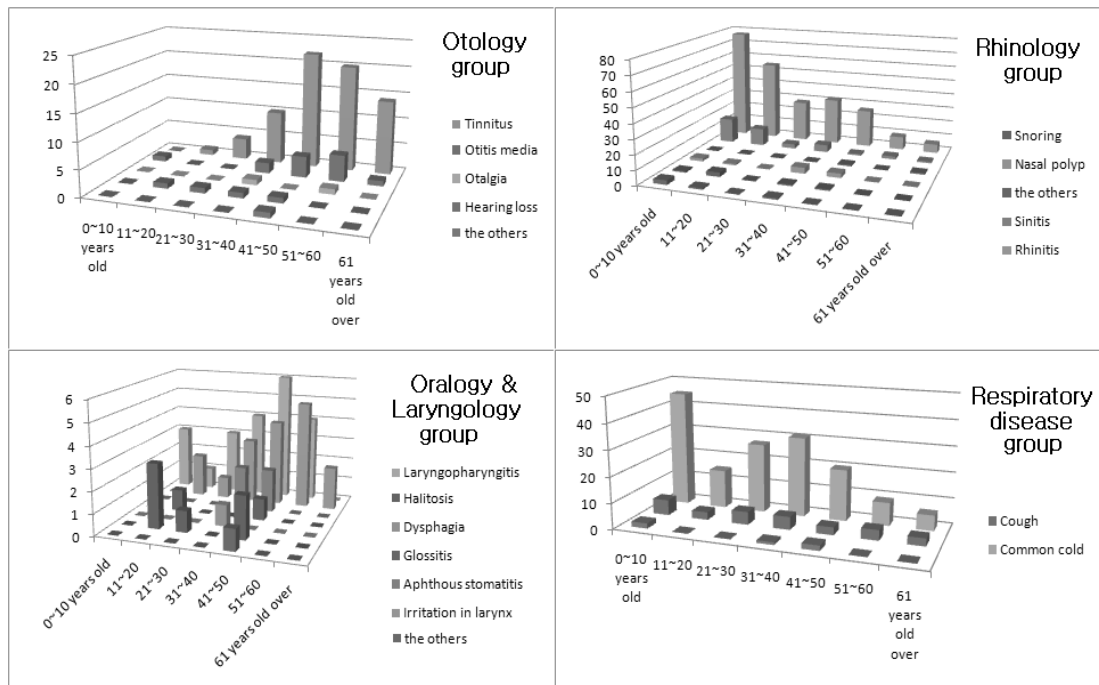 Otology
group
25
20
15
10
5
0
0~10
years
old
11~20
21~30
31~40
41~50
51~60
61
years
old
over
Tinnitus
Otitis media
Otalgia
Hearing loss
the others
Rhinology
group
80
70
60
50
40
30
20
10
0
0~10 years old
11~20
21~30
31~40
41~50
51~60
61 years old over
Snoring
Nasal polyp
the others
Sinitis
Rhinitis
Oralogy &
Laryngology
group
6
5
4
3
2
1
0
0~10 years old
11~20
21~30
31~40
41~50
51~60
61 years old over
Laryngopharyngitis
Halitosis
Dysphagia
Glossitis
Aphthous stomatitis
Irritation in larynx
the others
Respiratory
disease
group
50
40
30
20
10
0
0~10
years
old
11~20
21~30
31~40
41~50
51~60
61
years
old
over
Cough
Common cold